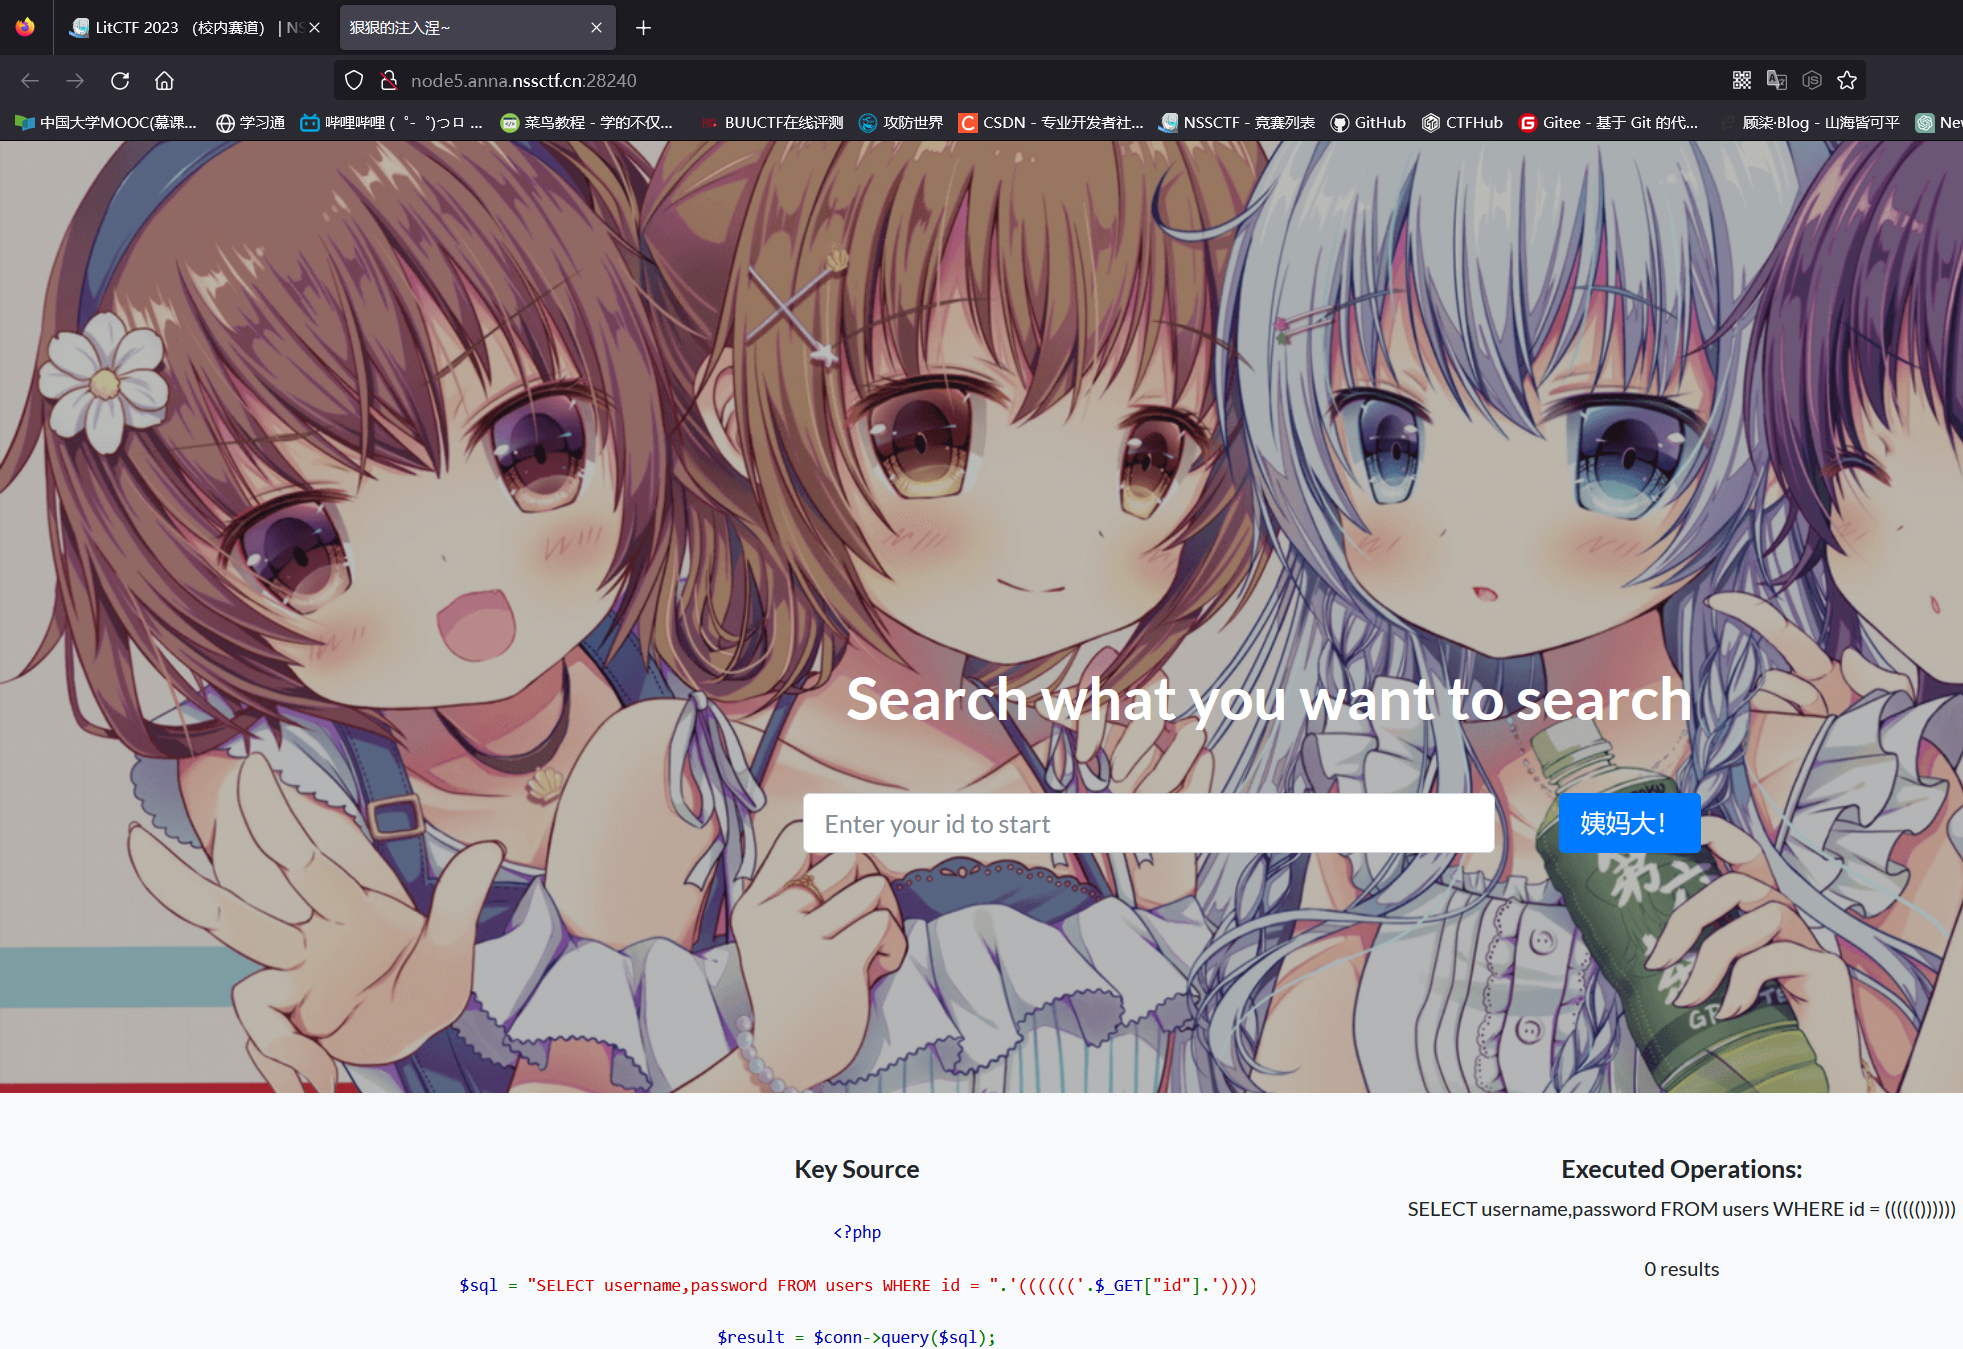 LitCTF 2023 （校内赛道） | NS
狠狠的注入涅~
node5.anna.nssctf.cn:28240
中国大学MOOC(慕课...
学习通
哔哩哔哩 ( ゜- ゜)つロ ...
菜鸟教程 - 学的不仅...
BUUCTF在线评测
攻防世界
CSDN - 专业开发者社...
NSSCTF - 竞赛列表
GitHub
CTFHub
Gitee - 基于 Git 的代...
顾柒·Blog - 山海皆可平
New
Search what you want to search
Enter your id to start
姨妈大！
第六
Key Source
Executed Operations:
SELECT username,password FROM users WHERE id = (((((())))))
<?php
$sql = "SELECT username,password FROM users WHERE id = ".'(((((('.$_GET["id"].'))))
0 results
$result = $conn->query($sql);